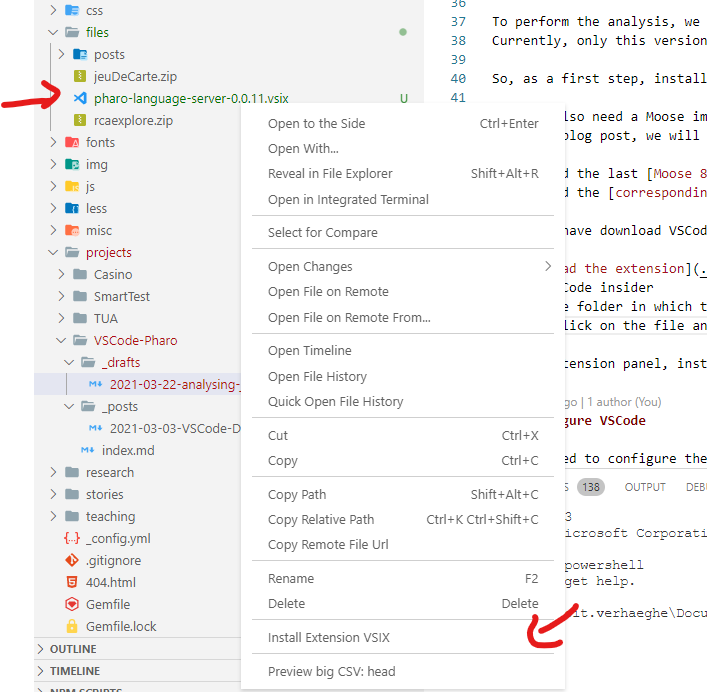 css
files
posts
jeuDeCarte.zip
pharo-language-server-0.0.11.vsix U
rcaexplore.zip
fonts
img
js
less
misc
projects
Casino
SmartTest
TUA
VSCode-Pharo
_drafts
2021-03-22-analysing-
_posts
2021-03-03-VSCode-D
index.md
research
stories
teaching
_config.yml
.gitignore
404.html
Gemfile
Gemfile.lock
OUTLINE
TIMELINE
NPM SCRIPTS
Open to the Side Ctrl+Enter
Open With...
Reveal in File Explorer Shift+Alt+R
Open in Integrated Terminal
Select for Compare
Open Changes
Open File on Remote
Open File on Remote From...
Open Timeline
Open File History
Quick Open File History
Cut Ctrl+X
Copy Ctrl+C
Copy Path Shift+Alt+C
Copy Relative Path Ctrl+K Ctrl+Shift+C
Copy Remote File Url
Rename F2
Delete Delete
Install Extension VSIX
Preview big CSV: head
36
37 To perform the analysis, we
38 Currently, only this version
39
40 So, as a first step, install
41
lso need a Moose im
blog post, we will
d the last [Moose 8
d the [correspondin
have download VSCo
ad the extension](.
Code insider
e folder in which t
lick on the file an
tension panel, inst
go | 1 author (You)
gure VSCode
ed to configure the
S 138 OUTPUT DEBU
3
icrosoft Corporati
powershell
get help.
it.verhaeghe\Docu